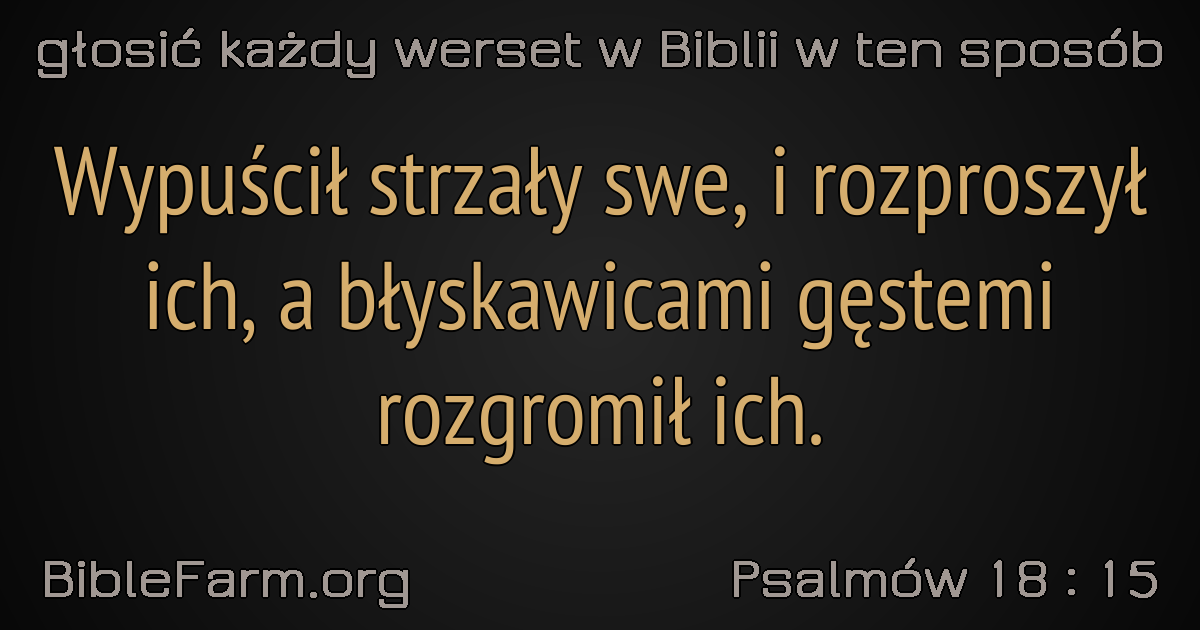 głosić każdy werset w Biblii w ten sposób
Wypuścił strzały swe, i rozproszył
ich, a błyskawicami gęstemi
rozgromił ich.
BibleFarm.org
Psalmów 18 : 15